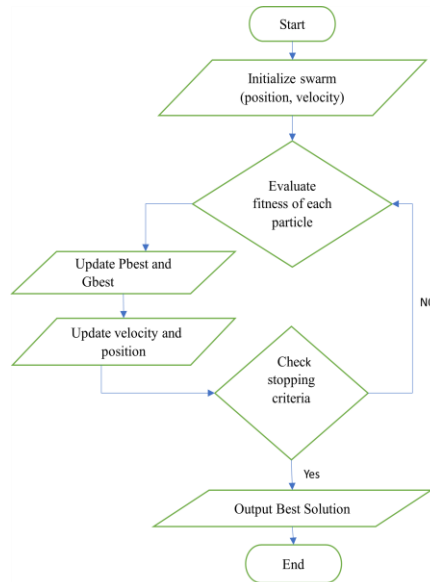 Start
Initialize swarm
(position, velocity)
Evaluate
fitness of each
particle
Update Pbest and
Gbest
Update velocity and
position
Check
stopping
criteria
Yes
Output Best Solution
End